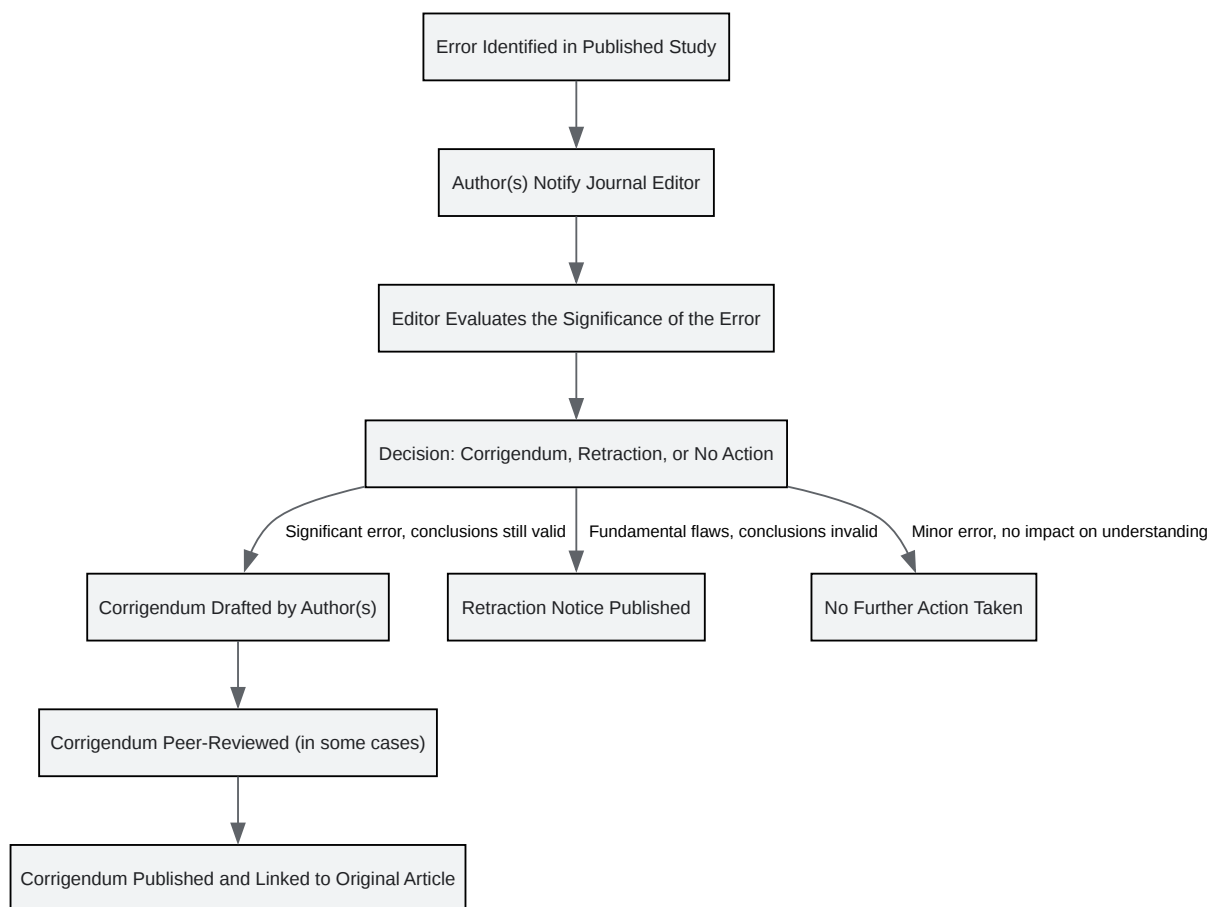 Error Identified in Published Study
Author(s) Notify Journal Editor
Editor Evaluates the Significance of the Error
Decision: Corrigendum, Retraction, or No Action
Significant error, conclusions still valid
Fundamental flaws, conclusions invalid
Minor error, no impact on understanding
Corrigendum Drafted by Author(s)
Retraction Notice Published
No Further Action Taken
Corrigendum Peer-Reviewed (in some cases)
Corrigendum Published and Linked to Original Article